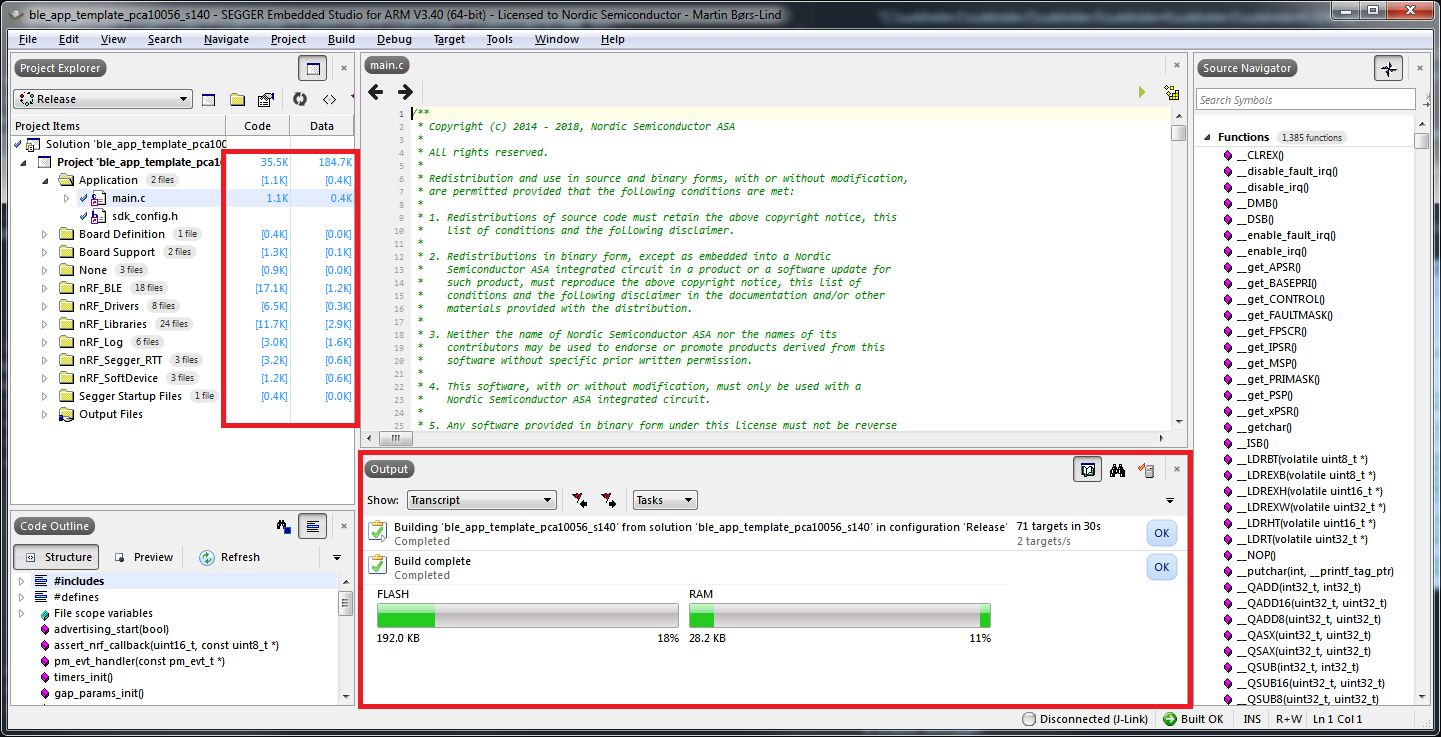 ble_app_template_pca10056_s140 - SEGGER Embedded Studio for ARM V3.40 (64-bit) - Licensed to Nordic Semiconductor - Martin Børs-Lind
File Edit View Search Navigate Project Build Debug Target Tools Window Help
Project Explorer
Release
Project Items Code Data
Solution 'ble_app_template_pca100
Project 'ble_app_template_pca10 35.5K 184.7K
Application 2 files [1.1K] [0.4K]
main.c 1.1K 0.4K
sdk_config.h
Board Definition 1 file [0.4K] [0.0K]
Board Support 2 files [1.3K] [0.1K]
None 3 files [0.9K] [0.0K]
nRF_BLE 18 files [17.1K] [1.2K]
nRF_Drivers 8 files [6.5K] [0.3K]
nRF_Libraries 24 files [11.7K] [2.9K]
nRF_Log 6 files [3.0K] [1.6K]
nRF_Segger_RTT 3 files [3.2K] [0.6K]
nRF_SoftDevice 3 files [1.2K] [0.6K]
Segger Startup Files 1 file [0.4K] [0.0K]
Output Files
Code Outline
Structure Preview Refresh
#includes
#defines
File scope variables
advertising_start(bool)
assert_nrf_callback(uint16_t, const uint8_t *)
pm_evt_handler(const pm_evt_t *)
timers_init()
gap_params_init()
main.c
1 /**
2 * Copyright (c) 2014 - 2018, Nordic Semiconductor ASA
3 *
4 * All rights reserved.
5 *
6 * Redistribution and use in source and binary forms, with or without modification,
7 * are permitted provided that the following conditions are met:
8 *
9 * 1. Redistributions of source code must retain the above copyright notice, this
10 *    list of conditions and the following disclaimer.
11 *
12 * 2. Redistributions in binary form, except as embedded into a Nordic
13 *    Semiconductor ASA integrated circuit in a product or a software update for
14 *    such product, must reproduce the above copyright notice, this list of
15 *    conditions and the following disclaimer in the documentation and/or other
16 *    materials provided with the distribution.
17 *
18 * 3. Neither the name of Nordic Semiconductor ASA nor the names of its
19 *    contributors may be used to endorse or promote products derived from this
20 *    software without specific prior written permission.
21 *
22 * 4. This software, with or without modification, must only be used with a
23 *    Nordic Semiconductor ASA integrated circuit.
24 *
25 * 5. Any software provided in binary form under this license must not be reverse
Output
Show: Transcript Tasks
Building 'ble_app_template_pca10056_s140' from solution 'ble_app_template_pca10056_s140' in configuration 'Release' 71 targets in 30s OK
Completed 2 targets/s
Build complete OK
Completed
FLASH RAM
192.0 KB 18% 28.2 KB 11%
Source Navigator
Search Symbols
Functions 1,385 functions
__CLREX()
__disable_fault_irq()
__disable_irq()
__DMB()
__DSB()
__enable_fault_irq()
__enable_irq()
__get_APSR()
__get_BASEPRI()
__get_CONTROL()
__get_FAULTMASK()
__get_FPSCR()
__get_IPSR()
__get_MSP()
__get_PRIMASK()
__get_PSP()
__get_xPSR()
__getchar()
__ISB()
__LDRBT(volatile uint8_t *)
__LDREXB(volatile uint8_t *)
__LDREXH(volatile uint16_t *)
__LDREXW(volatile uint32_t *)
__LDRHT(volatile uint16_t *)
__LDRT(volatile uint32_t *)
__NOP()
__putchar(int, __printf_tag_ptr)
__QADD(int32_t, int32_t)
__QADD16(uint32_t, uint32_t)
__QADD8(uint32_t, uint32_t)
__QASX(uint32_t, uint32_t)
__QSAX(uint32_t, uint32_t)
__QSUB(int32_t, int32_t)
__QSUB16(uint32_t, uint32_t)
__QSUB8(uint32_t, uint32_t)
Disconnected (J-Link) Built OK INS R+W Ln 1 Col 1